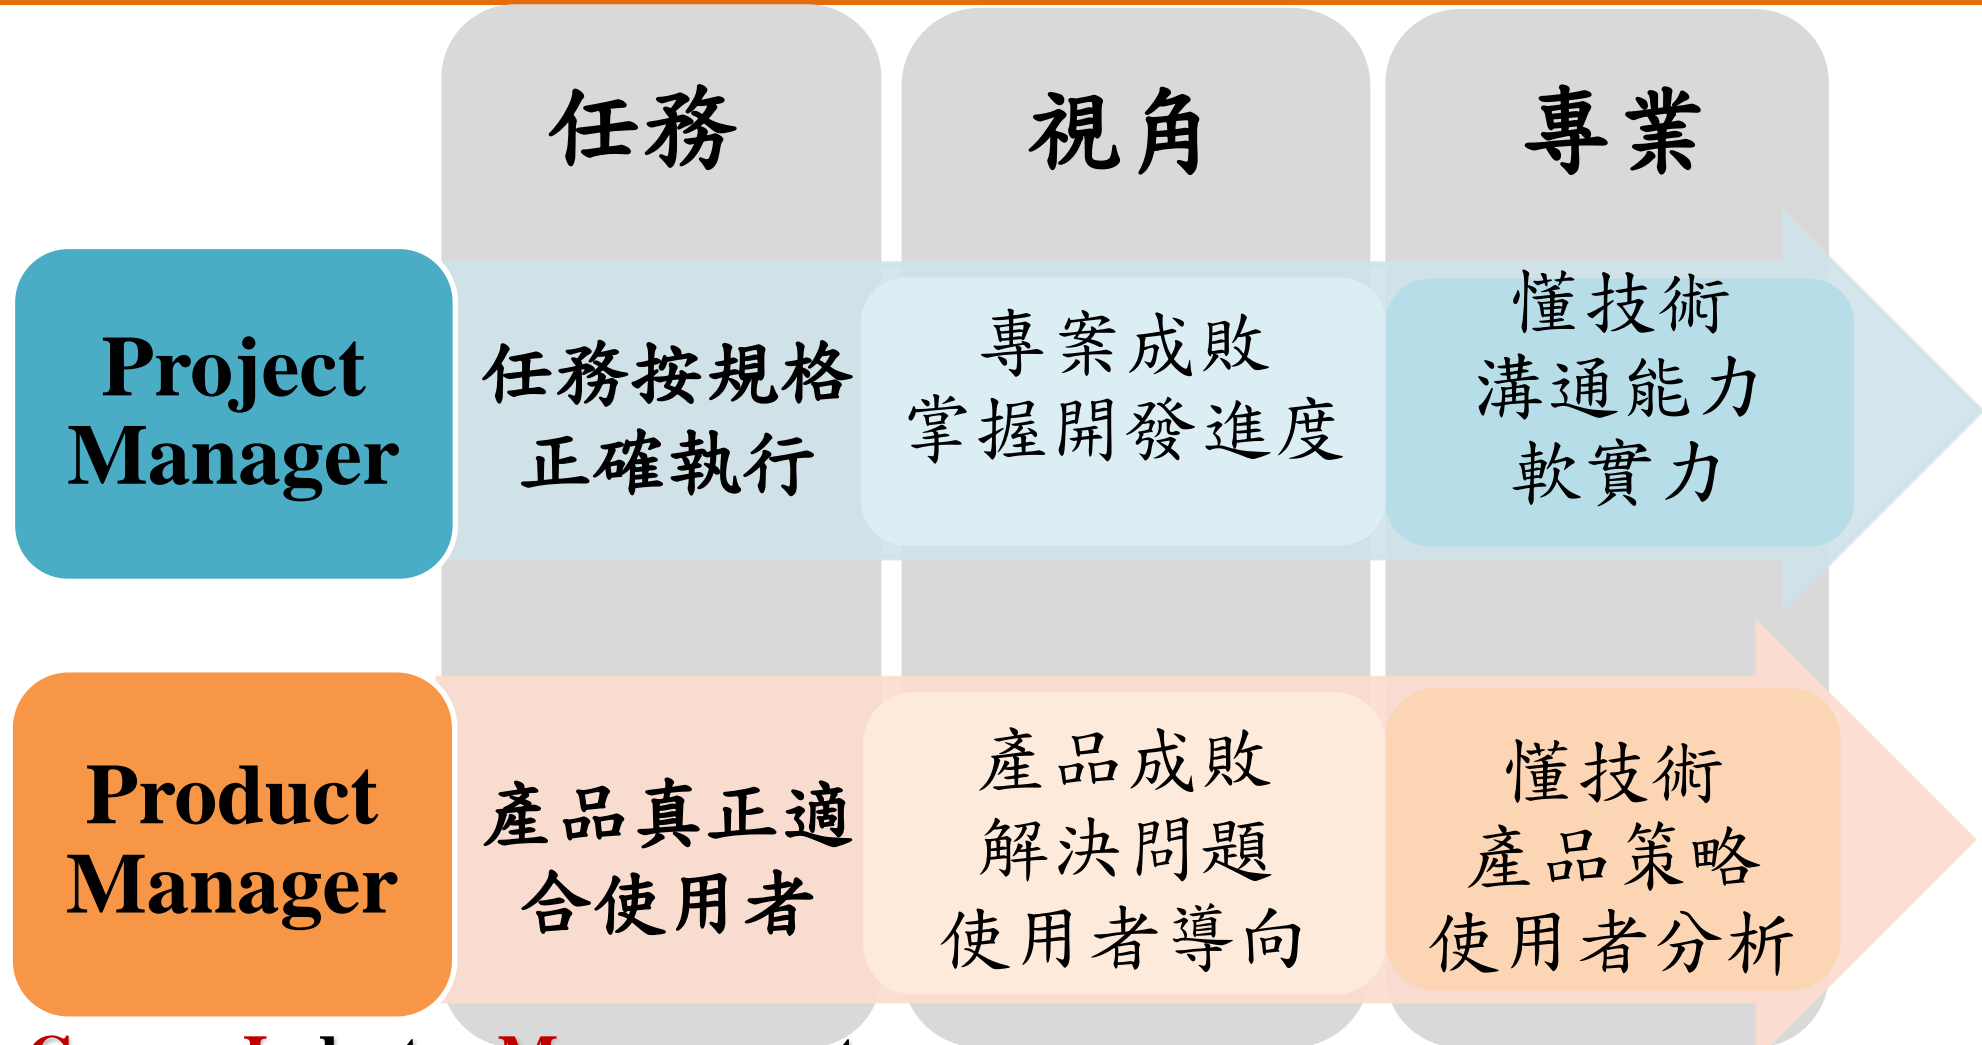 任務
視角
專業
Project
Manager
任務按規格
正確執行
專案成敗
掌握開發進度
懂技術
溝通能力
軟實力
Product
Manager
產品真正適
合使用者
產品成敗
解決問題
使用者導向
懂技術
產品策略
使用者分析